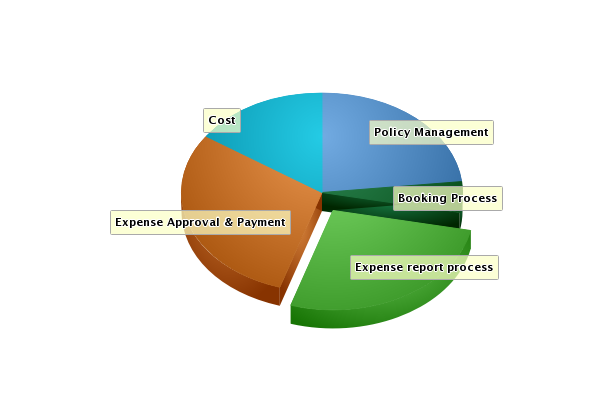 Cost
Policy Management
Booking Process
Expense Approval & Payment
Expense report process